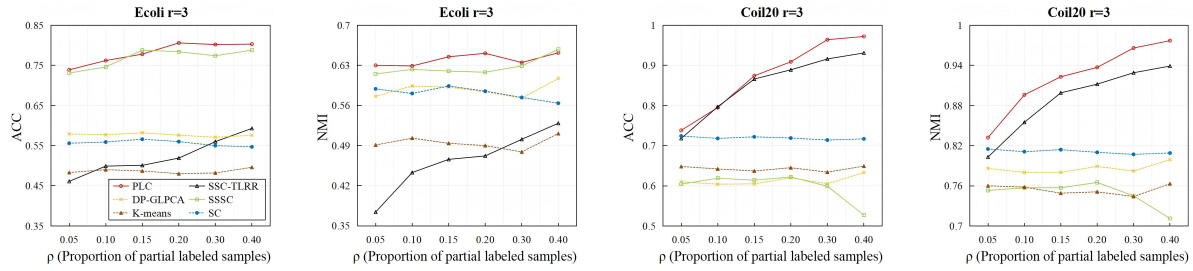 Ecoli r=3
0.85
0.75
0.65
0.55
0.45
0.35
ACC
PLC
SSC-TLRR
DP-GLPCA
SSSC
K-means
SC
0.05 0.10 0.15 0.20 0.30 0.40
ρ (Proportion of partial labeled samples)
Ecoli r=3
0.7
0.63
0.56
0.49
0.42
0.35
NMI
0.05 0.10 0.15 0.20 0.30 0.40
ρ (Proportion of partial labeled samples)
Coil20 r=3
1
0.9
0.8
0.7
0.6
0.5
ACC
0.05 0.10 0.15 0.20 0.30 0.40
ρ (Proportion of partial labeled samples)
Coil20 r=3
1
0.94
0.88
0.82
0.76
0.7
NMI
0.05 0.10 0.15 0.20 0.30 0.40
ρ (Proportion of partial labeled samples)